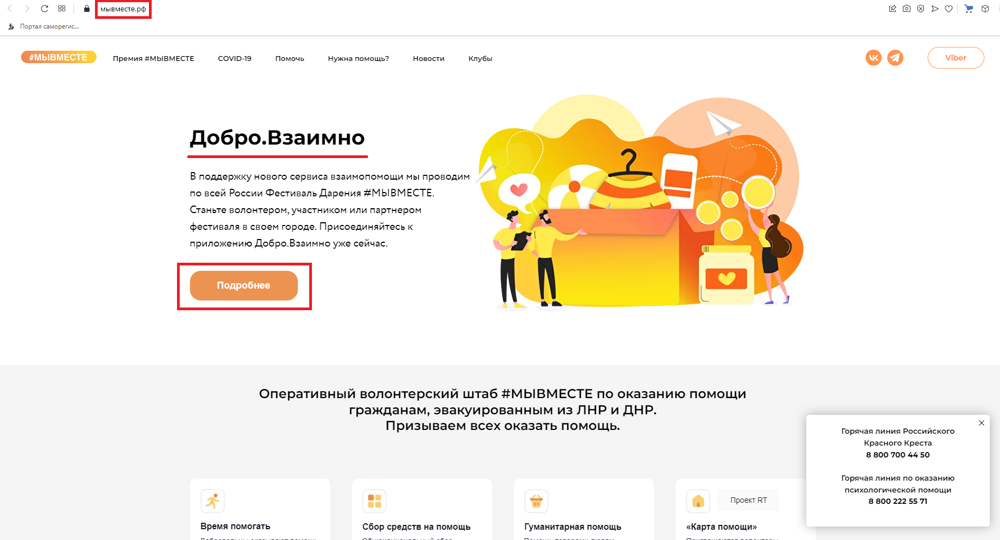 мывместе.рф
Портал саморегис...
#МЫВМЕСТЕ
Премия #МЫВМЕСТЕ
COVID-19
Помочь
Нужна помощь?
Новости
Клубы
Viber
Добро.Взаимно
В поддержку нового сервиса взаимопомощи мы проводим
по всей России Фестиваль Дарения #МЫВМЕСТЕ.
Станьте волонтером, участником или партнером
фестиваля в своем городе. Присоединяйтесь к
приложению Добро.Взаимно уже сейчас.
Подробнее
Оперативный волонтерский штаб #МЫВМЕСТЕ по оказанию помощи
гражданам, эвакуированным из ЛНР и ДНР.
Призываем всех оказать помощь.
Горячая линия Российского
Красного Креста
8 800 700 44 50
Горячая линия по оказанию
психологической помощи
8 800 222 55 71
Время помогать
Сбор средств на помощь
Гуманитарная помощь
Проект RT
«Карта помощи»